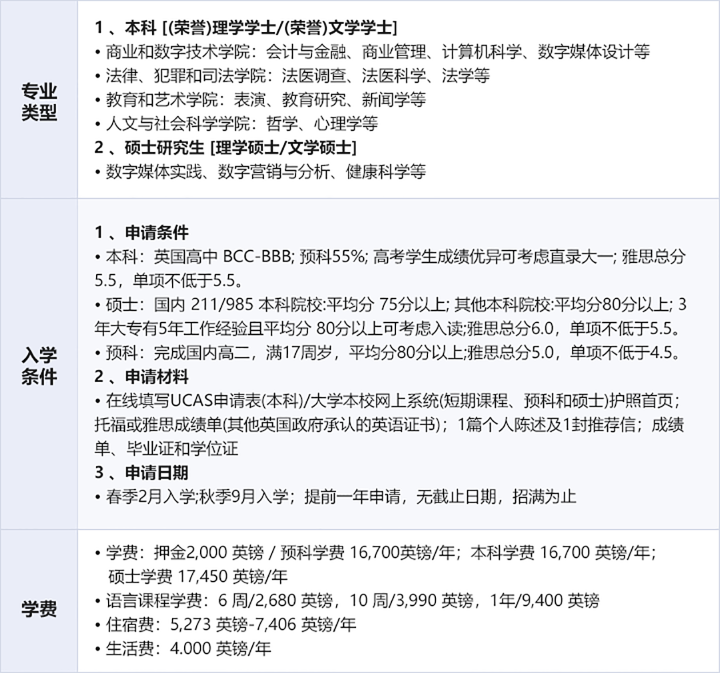 专业
类型
1 、本科 [(荣誉)理学学士/(荣誉)文学学士]
• 商业和数字技术学院：会计与金融、商业管理、计算机科学、数字媒体设计等
• 法律、犯罪和司法学院：法医调查、法医科学、法学等
• 教育和艺术学院：表演、教育研究、新闻学等
• 人文与社会科学学院：哲学、心理学等
2 、硕士研究生 [理学硕士/文学硕士]
• 数字媒体实践、数字营销与分析、健康科学等
入学
条件
1 、申请条件
• 本科：英国高中 BCC-BBB; 预科55%; 高考学生成绩优异可考虑直录大一; 雅思总分
5.5，单项不低于5.5。
• 硕士：国内 211/985 本科院校:平均分 75分以上; 其他本科院校:平均分80分以上; 3
年大专有5年工作经验且平均分 80分以上可考虑入读;雅思总分6.0，单项不低于5.5。
• 预科：完成国内高二，满17周岁，平均分80分以上;雅思总分5.0，单项不低于4.5。
2 、申请材料
• 在线填写UCAS申请表(本科)/大学本校网上系统(短期课程、预科和硕士)护照首页；
托福或雅思成绩单(其他英国政府承认的英语证书)；1篇个人陈述及1封推荐信；成绩
单、毕业证和学位证
3 、申请日期
• 春季2月入学;秋季9月入学；提前一年申请，无截止日期，招满为止
学费
• 学费：押金2,000 英镑 / 预科学费 16,700英镑/年；本科学费 16,700 英镑/年；
硕士学费 17,450 英镑/年
• 语言课程学费：6 周/2,680 英镑，10 周/3,990 英镑，1年/9,400 英镑
• 住宿费：5,273 英镑-7,406 英镑/年
• 生活费：4.000 英镑/年